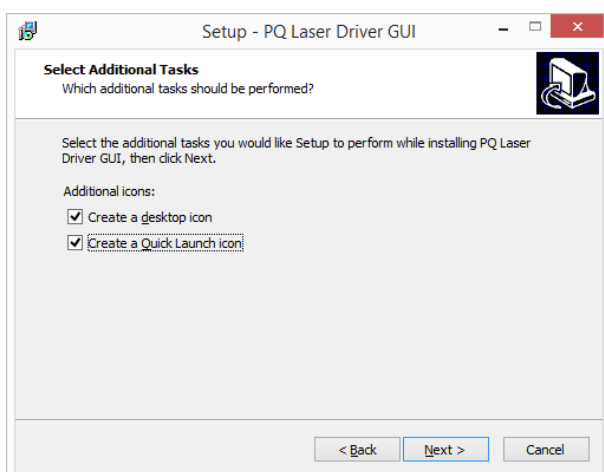 Setup - PQ Laser Driver GUI
Select Additional Tasks
Which additional tasks should be performed?
Select the additional tasks you would like Setup to perform while installing PQ Laser
Driver GUI, then click Next.
Additional icons:
Create a desktop icon
Create a Quick Launch icon
< Back
Next >
Cancel